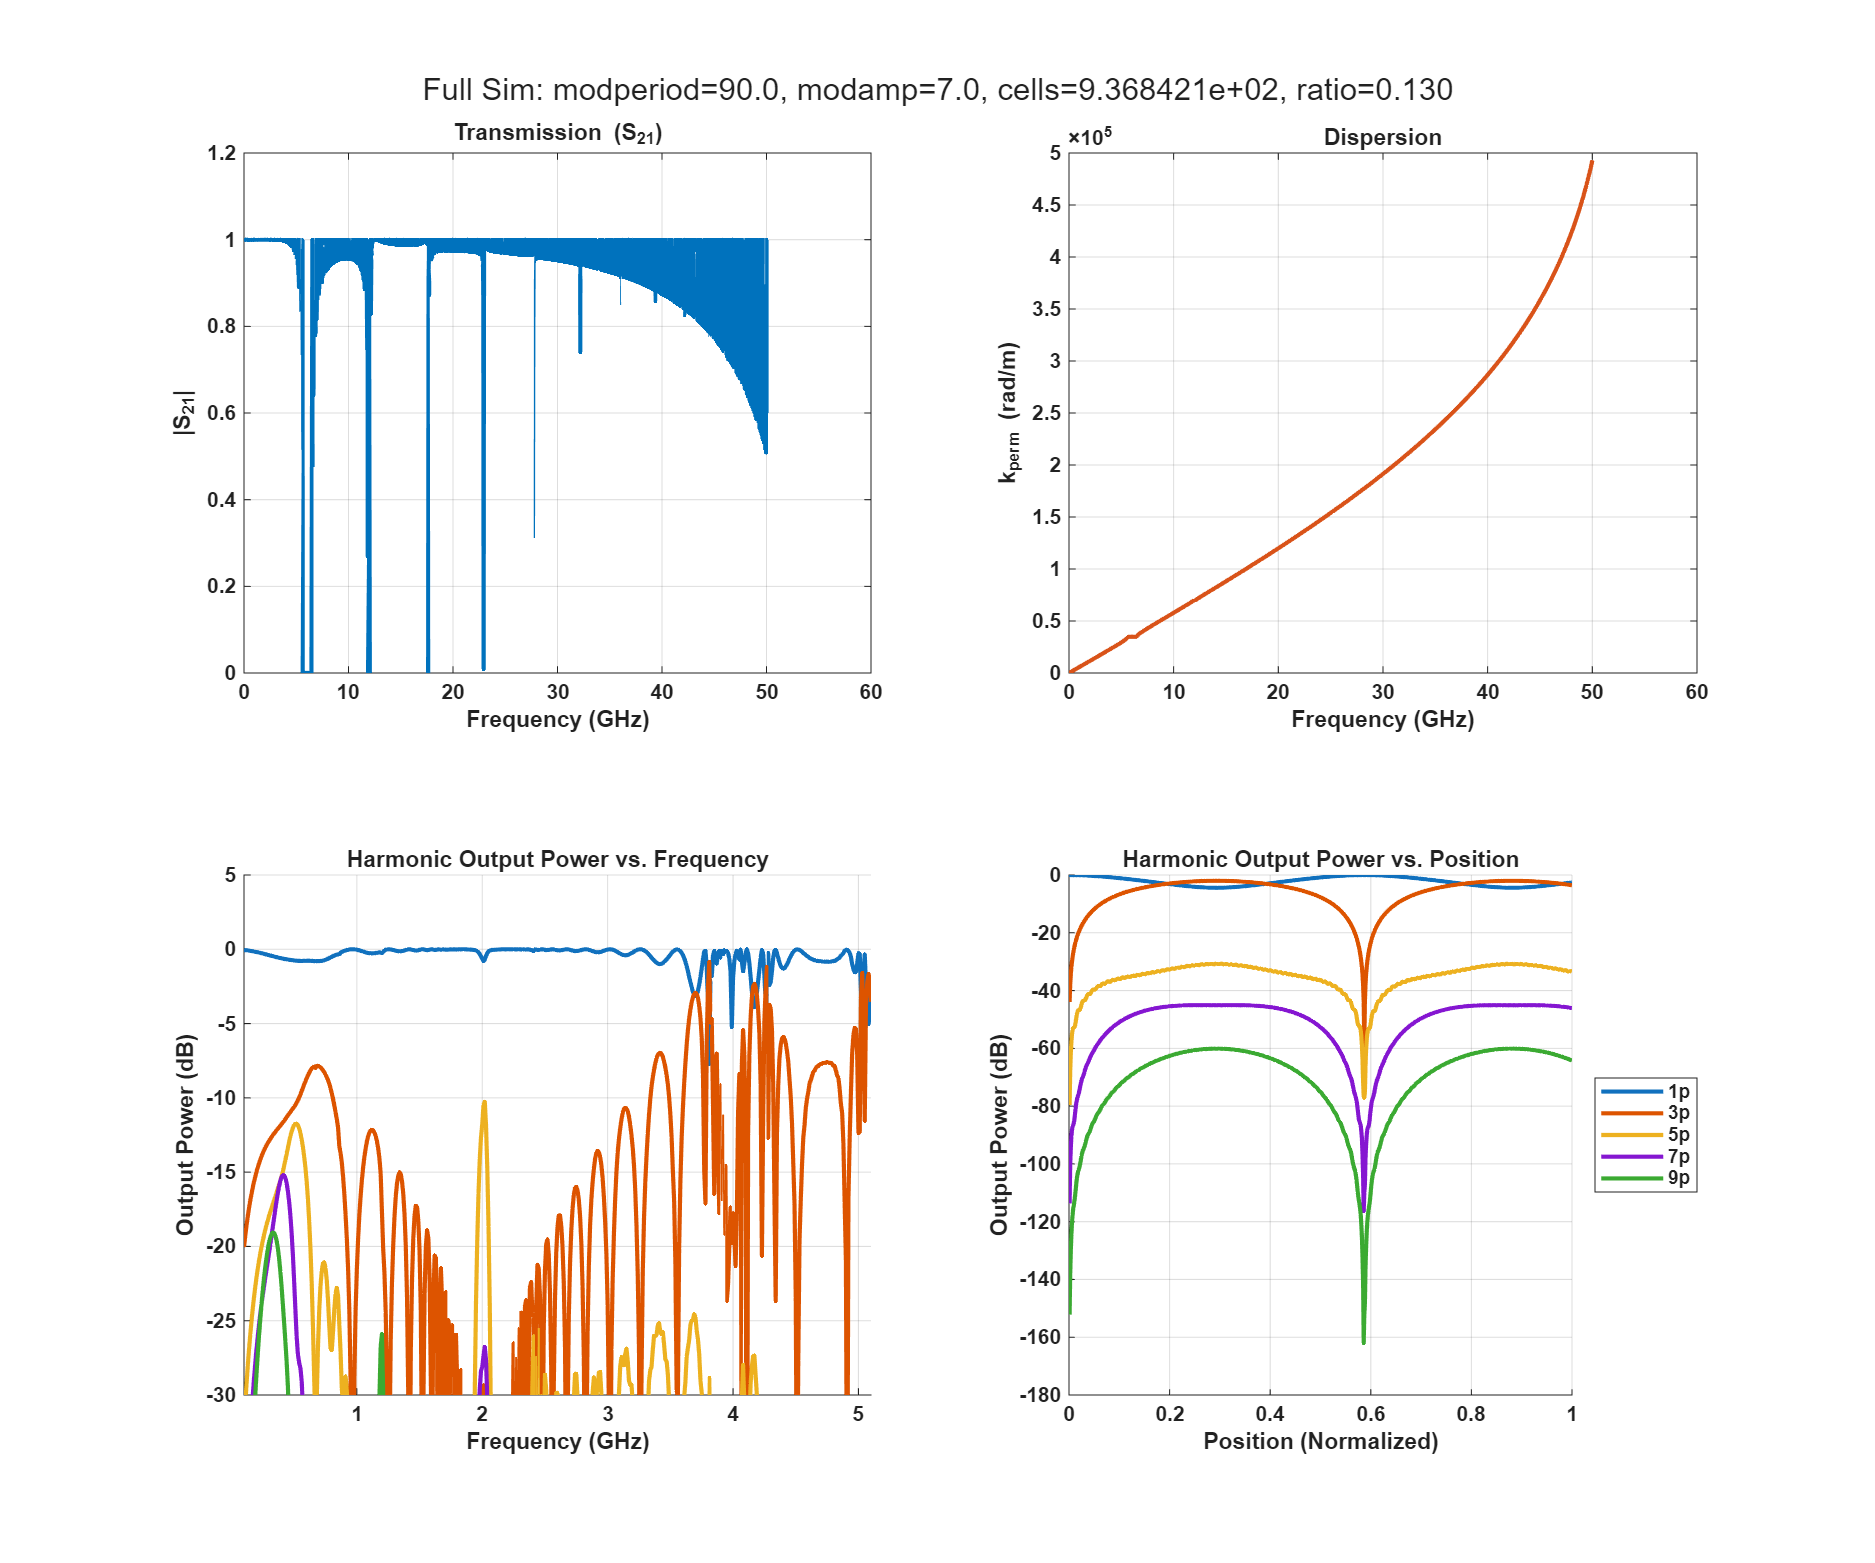 Full Sim: modperiod=90.0, modamp=7.0, cells=9.368421e+02, ratio=0.130
Transmission (S21)
1.2
1
0.8
0.6
0.4
0.2
0
|S21|
0 10 20 30 40 50 60
Frequency (GHz)
×10^5
Dispersion
5
4.5
4
3.5
3
2.5
2
1.5
1
0.5
0
kperm (rad/m)
0 10 20 30 40 50 60
Frequency (GHz)
Harmonic Output Power vs. Frequency
5
0
-5
-10
-15
-20
-25
-30
Output Power (dB)
1 2 3 4 5
Frequency (GHz)
Harmonic Output Power vs. Position
0
-20
-40
-60
-80
-100
-120
-140
-160
-180
Output Power (dB)
0 0.2 0.4 0.6 0.8 1
Position (Normalized)
1p
3p
5p
7p
9p